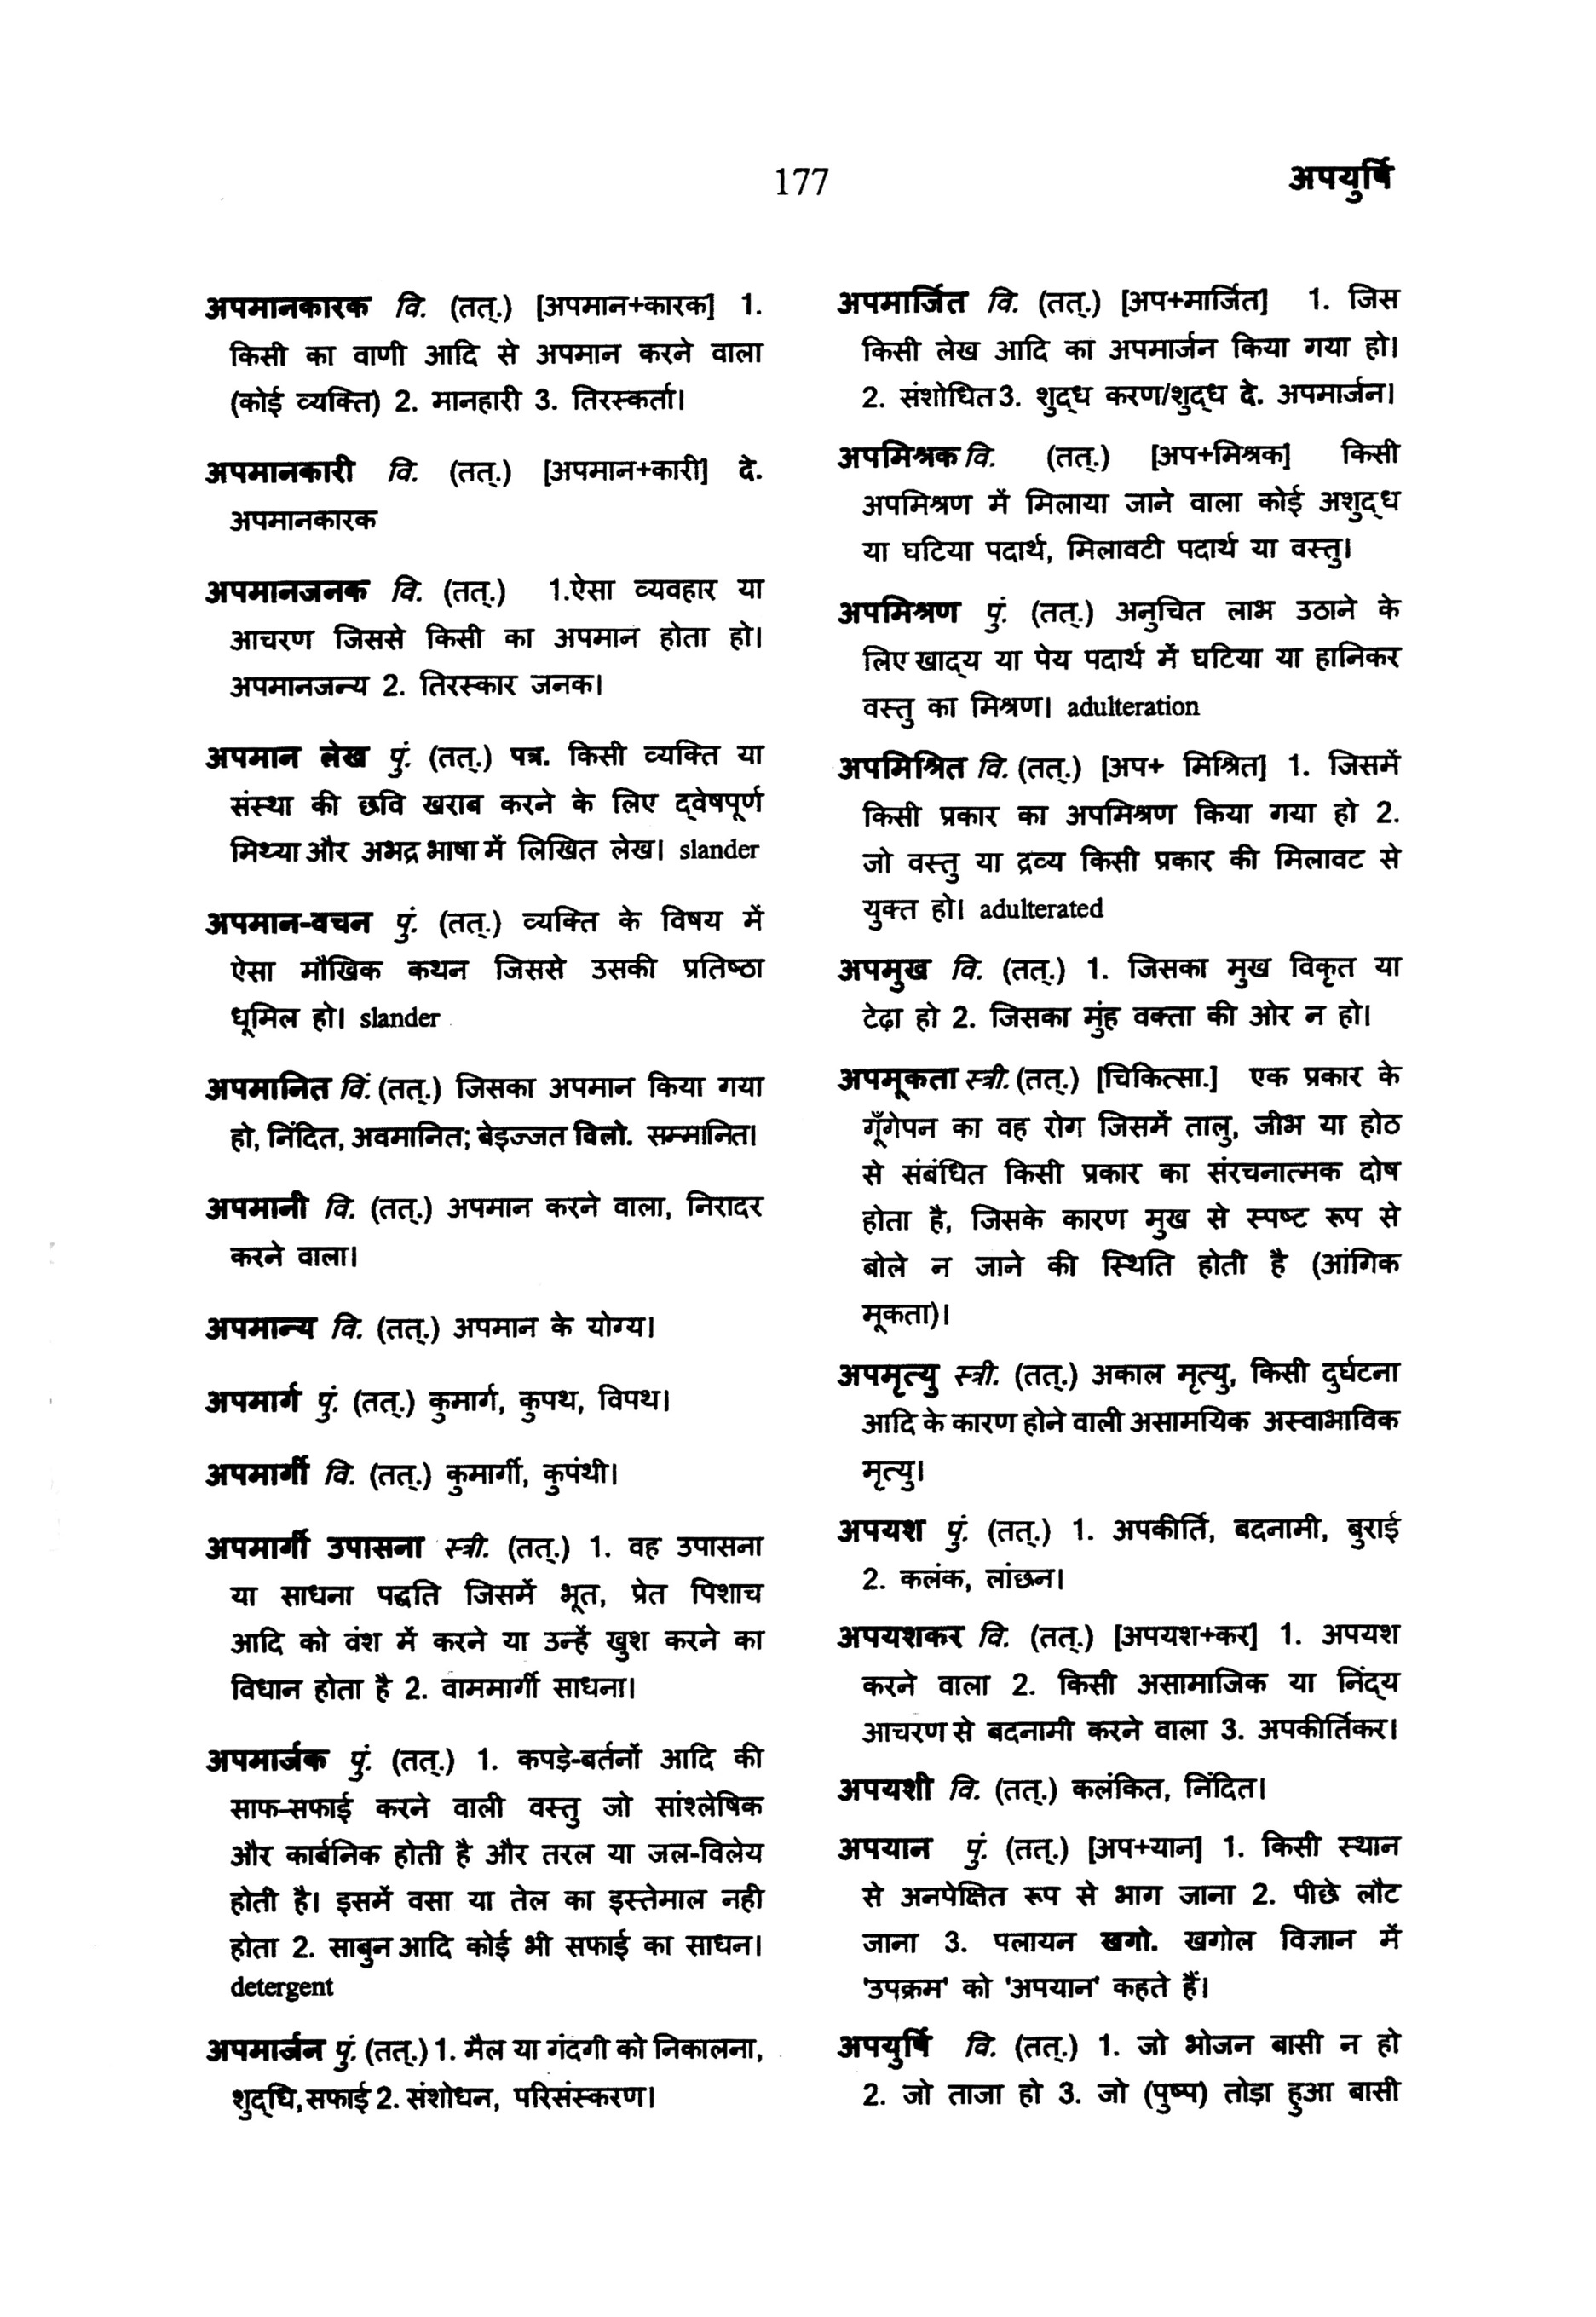 177
अपयुर्षि
अपमानकारक वि. (तत्.) [अपमान+कारक] 1.
किसी का वाणी आदि से अपमान करने वाला
(कोई व्यक्ति) 2. मानहारी 3. तिरस्कर्ता।
अपमानकारी वि. (तत्.) [अपमान+कारी] दे.
अपमानकारक
अपमानजनक वि. (तत्.) 1.ऐसा व्यवहार या
आचरण जिससे किसी का अपमान होता हो।
अपमानजन्य 2. तिरस्कार जनक।
अपमान लेख पुं. (तत्.) पत्र. किसी व्यक्ति या
संस्था की छवि खराब करने के लिए द्वेषपूर्ण
मिथ्या और अभद्र भाषा में लिखित लेख। slander
अपमान-वचन पुं. (तत्.) व्यक्ति के विषय में
ऐसा मौखिक कथन जिससे उसकी प्रतिष्ठा
धूमिल हो। slander
अपमानित विं. (तत्.) जिसका अपमान किया गया
हो, निंदित, अवमानित; बेइज्जत विलो. सम्मानित।
अपमानी वि. (तत्.) अपमान करने वाला, निरादर
करने वाला।
अपमान्य वि. (तत्.) अपमान के योग्य।
अपमार्ग पुं. (तत्.) कुमार्ग, कुपथ, विपथ।
अपमार्गी वि. (तत्.) कुमार्गी, कुपंथी।
अपमार्गी उपासना स्त्री. (तत्.) 1. वह उपासना
या साधना पद्धति जिसमें भूत, प्रेत पिशाच
आदि को वंश में करने या उन्हें खुश करने का
विधान होता है 2. वाममार्गी साधना।
अपमार्जक पुं. (तत्.) 1. कपड़े-बर्तनों आदि की
साफ-सफाई करने वाली वस्तु जो सांश्लेषिक
और कार्बनिक होती है और तरल या जल-विलेय
होती है। इसमें वसा या तेल का इस्तेमाल नही
होता 2. साबुन आदि कोई भी सफाई का साधन।
detergent
अपमार्जन पुं. (तत्.) 1. मैल या गंदगी को निकालना,
शुद्धि, सफाई 2. संशोधन, परिसंस्करण।
अपमार्जित वि. (तत्.) [अप+मार्जित] 1. जिस
किसी लेख आदि का अपमार्जन किया गया हो।
2. संशोधित 3. शुद्ध करण/शुद्ध दे. अपमार्जन।
अपमिश्रक वि. (तत्.) [अप+मिश्रक] किसी
अपमिश्रण में मिलाया जाने वाला कोई अशुद्ध
या घटिया पदार्थ, मिलावटी पदार्थ या वस्तु।
अपमिश्रण पुं. (तत्.) अनुचित लाभ उठाने के
लिए खाद्य या पेय पदार्थ में घटिया या हानिकर
वस्तु का मिश्रण। adulteration
अपमिश्रित वि. (तत्.) [अप+ मिश्रित] 1. जिसमें
किसी प्रकार का अपमिश्रण किया गया हो 2.
जो वस्तु या द्रव्य किसी प्रकार की मिलावट से
युक्त हो। adulterated
अपमुख वि. (तत्.) 1. जिसका मुख विकृत या
टेढ़ा हो 2. जिसका मुंह वक्ता की ओर न हो।
अपमूकता स्त्री. (तत्.) [चिकित्सा.] एक प्रकार के
गूँगेपन का वह रोग जिसमें तालु, जीभ या होठ
से संबंधित किसी प्रकार का संरचनात्मक दोष
होता है, जिसके कारण मुख से स्पष्ट रूप से
बोले न जाने की स्थिति होती है (आंगिक
मूकता)।
अपमृत्यु स्त्री. (तत्.) अकाल मृत्यु, किसी दुर्घटना
आदि के कारण होने वाली असामयिक अस्वाभाविक
मृत्यु।
अपयश पुं. (तत्.) 1. अपकीर्ति, बदनामी, बुराई
2. कलंक, लांछन।
अपयशकर वि. (तत्.) [अपयश+कर] 1. अपयश
करने वाला 2. किसी असामाजिक या निंद्य
आचरण से बदनामी करने वाला 3. अपकीर्तिकर।
अपयशी वि. (तत्.) कलंकित, निंदित।
अपयान पुं. (तत्.) [अप+यान] 1. किसी स्थान
से अनपेक्षित रूप से भाग जाना 2. पीछे लौट
जाना 3. पलायन खगो. खगोल विज्ञान में
'उपक्रम' को 'अपयान' कहते हैं।
अपयुर्षि वि. (तत्.) 1. जो भोजन बासी न हो
2. जो ताजा हो 3. जो (पुष्प) तोड़ा हुआ बासी